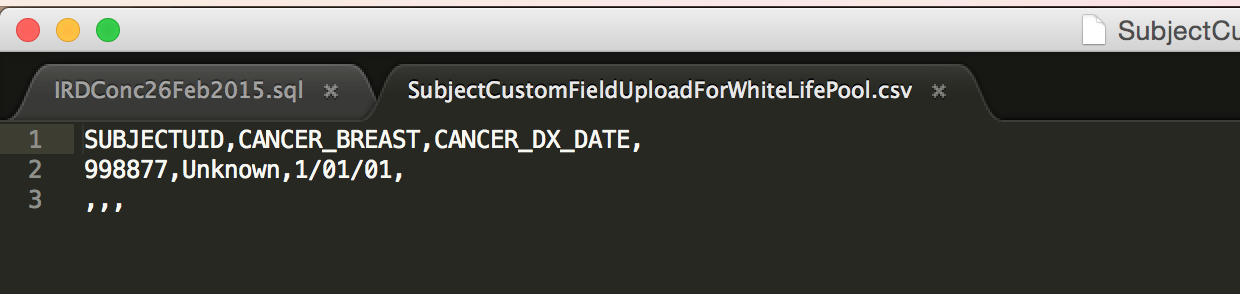 SubjectCu
IRDConc26Feb2015.sql ×
SubjectCustomFieldUploadForWhiteLifePool.csv ×
1 SUBJECTUID,CANCER_BREAST,CANCER_DX_DATE,
2 998877,Unknown,1/01/01,
3 ,,,